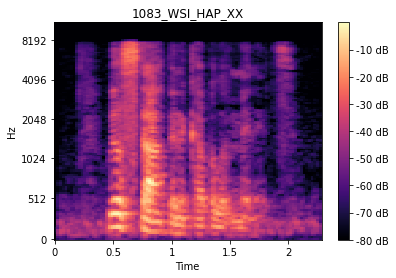 1083_WSI_HAP_XX
8192
4096
2048
1024
512
0
Hz
0
0.5
1
1.5
2
Time
-10 dB
-20 dB
-30 dB
-40 dB
-50 dB
-60 dB
-70 dB
-80 dB